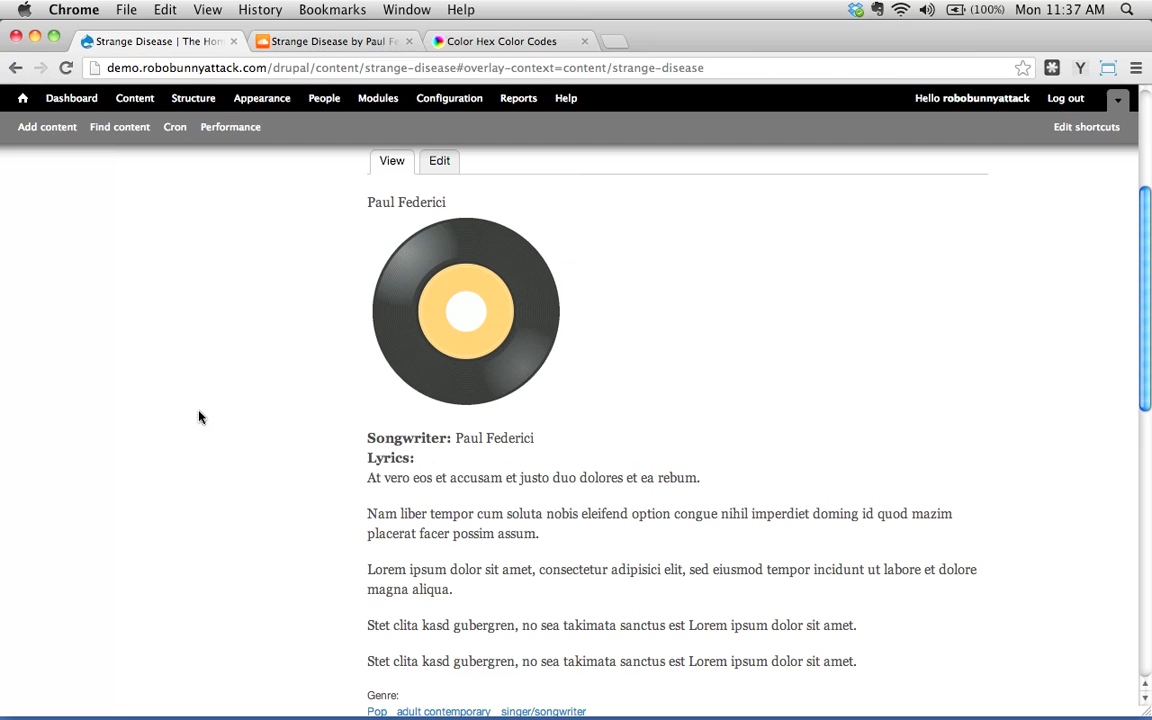 Chrome File Edit View History Bookmarks Window Help (100%) Mon 11:37 AM
Strange Disease | The Hom Strange Disease by Paul Fe Color Hex Color Codes
demo.robobunnyattack.com/drupal/content/strange-disease#overlay-context=content/strange-disease
Dashboard Content Structure Appearance People Modules Configuration Reports Help Hello robobunnyattack Log out
Add content Find content Cron Performance Edit shortcuts
View Edit
Paul Federici
Songwriter: Paul Federici
Lyrics:
At vero eos et accusam et justo duo dolores et ea rebum.
Nam liber tempor cum soluta nobis eleifend option congue nihil imperdiet doming id quod mazim
placerat facer possim assum.
Lorem ipsum dolor sit amet, consectetur adipisici elit, sed eiusmod tempor incidunt ut labore et dolore
magna aliqua.
Stet clita kasd gubergren, no sea takimata sanctus est Lorem ipsum dolor sit amet.
Stet clita kasd gubergren, no sea takimata sanctus est Lorem ipsum dolor sit amet.
Genre:
Pop adult contemporary singer/songwriter